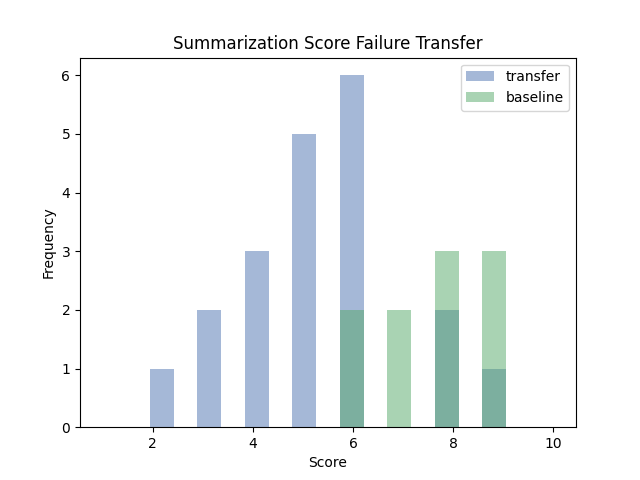 Summarization Score Failure Transfer
transfer
baseline
6
5
4
3
2
1
0
Frequency
2 4 6 8 10
Score